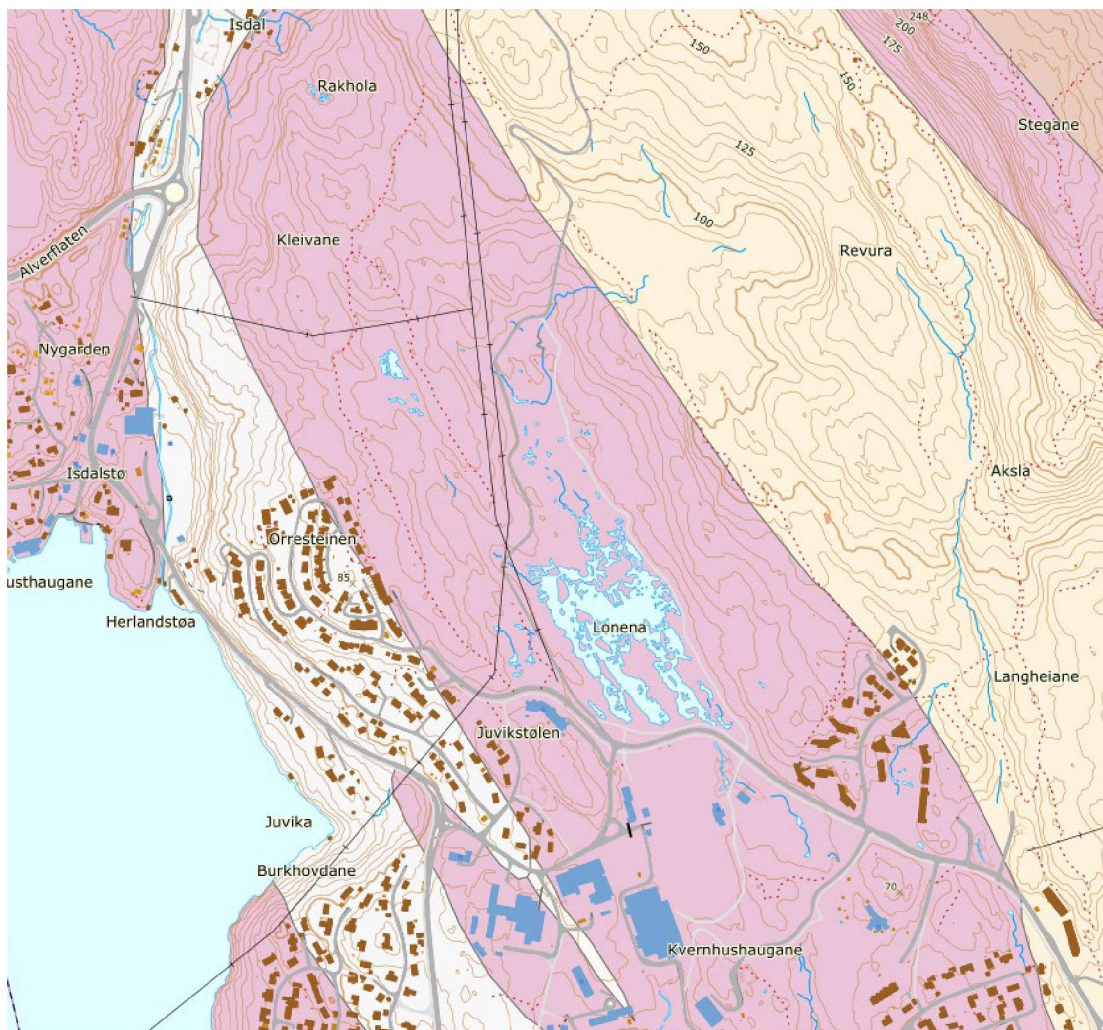 Isdal
248
200
175
150
Rakhola
150
Stegane
125
100
Kleivane
Revura
Alverflaten
Nygarden
Isdalstø
Aksla
Orresteinen
85
usthaugane
Herlandstøa
Lonena
Langheiane
Juvikstølen
Juvika
Burkhovdane
70
Kvernhushaugane